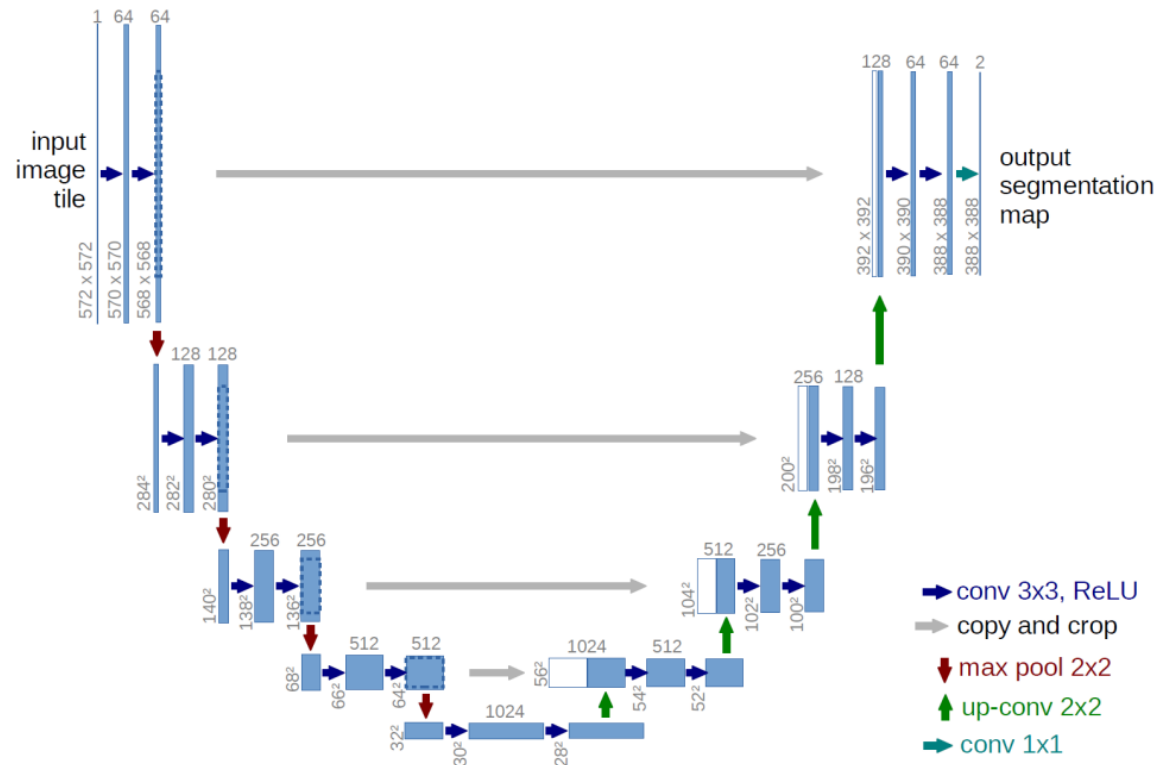 1
64
64
input
image
tile
572 x 572
570 x 570
568 x 568
128
64
64
2
output
segmentation
map
392 x 392
390 x 390
388 x 388
388 x 388
128
128
284²
282²
280²
256
128
200²
198²
196²
256
256
140²
138²
136²
512
256
104²
102²
100²
512
512
68²
66²
64²
1024
512
56²
54²
52²
1024
32²
30²
28²
conv 3x3, ReLU
copy and crop
max pool 2x2
up-conv 2x2
conv 1x1